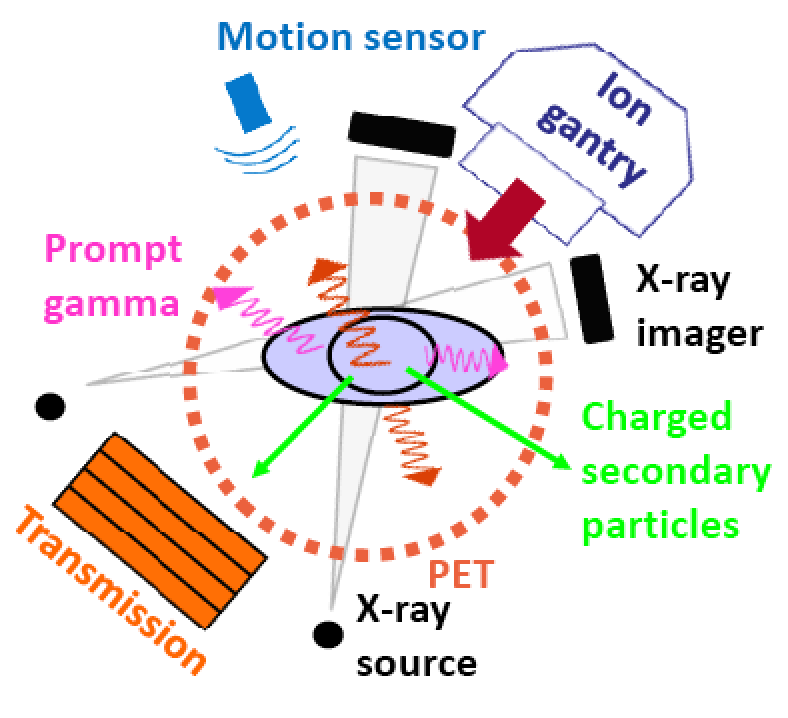 Motion sensor
Ion
gantry
Prompt
gamma
X-ray
imager
Charged
secondary
particles
Transmission
PET
X-ray
source